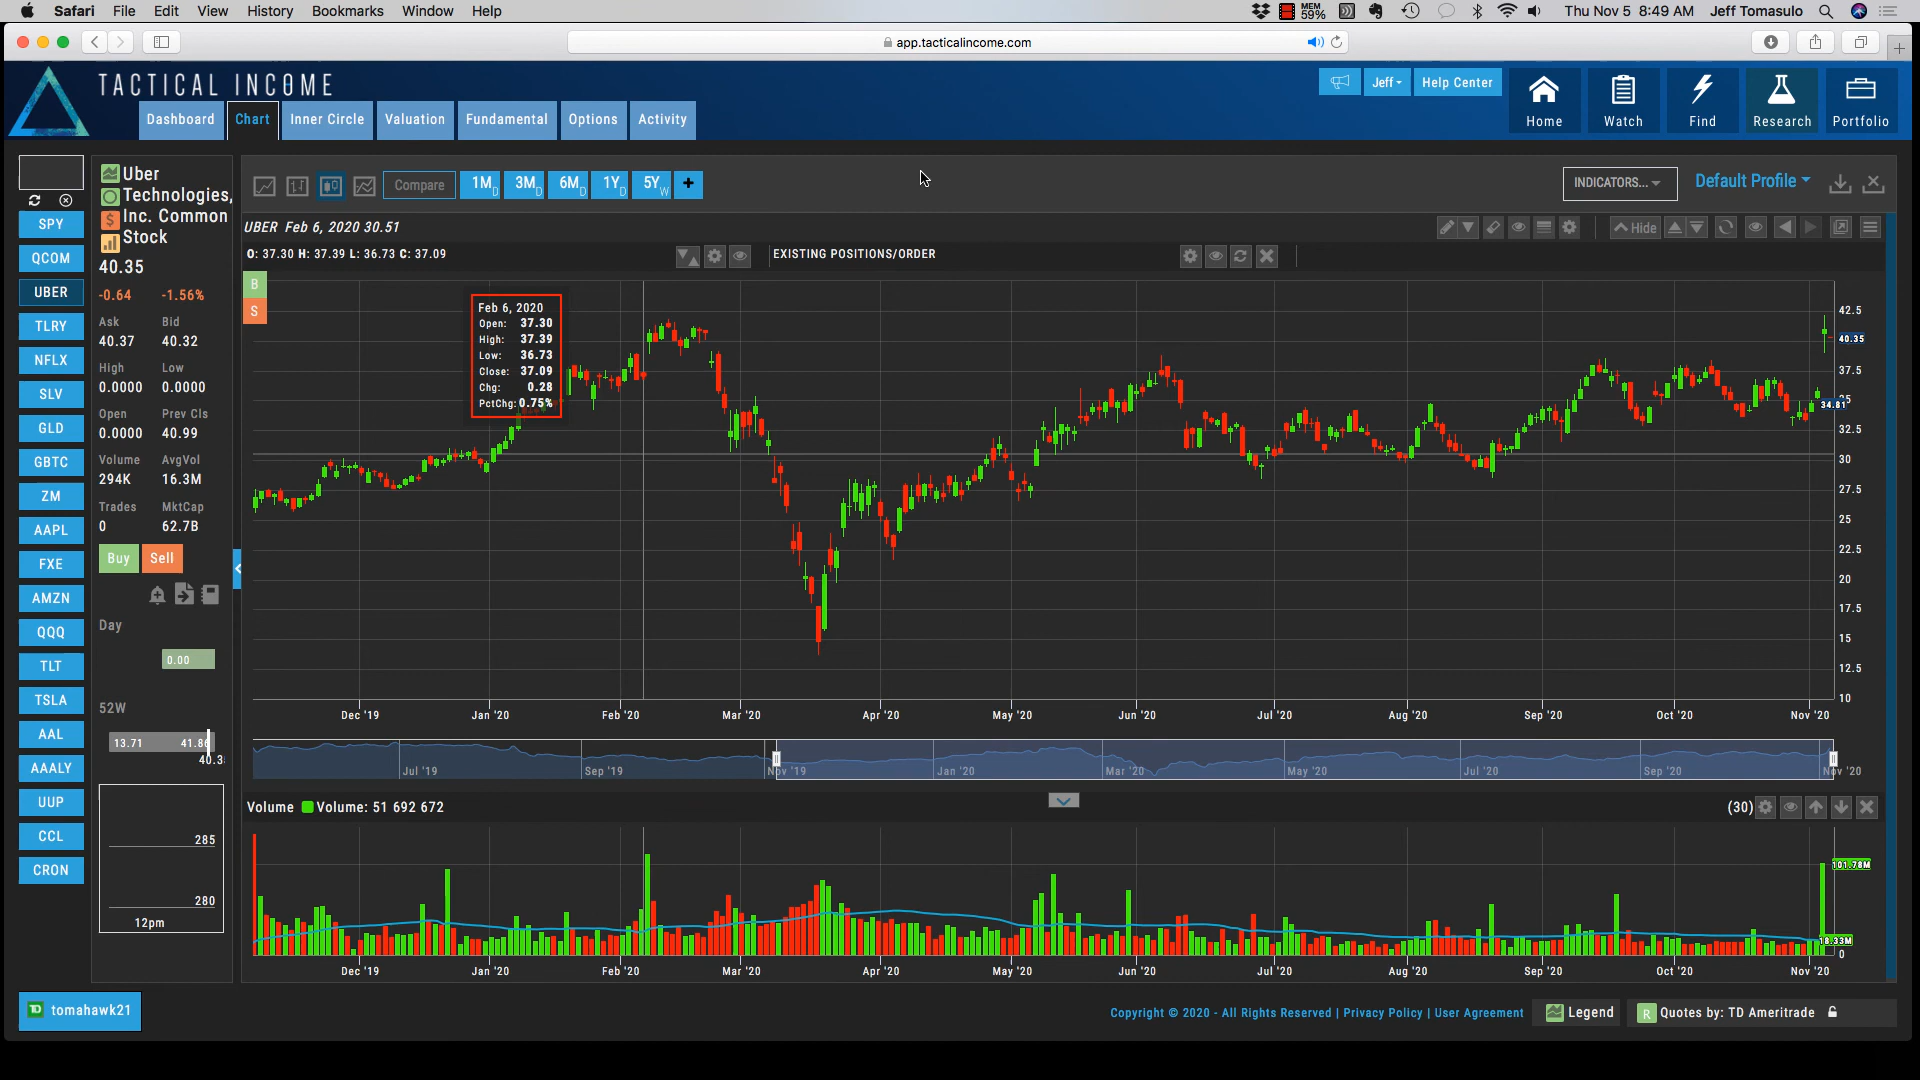 Safari File Edit View History Bookmarks Window Help
MEM 59% Thu Nov 5 8:49 AM Jeff Tomasulo
app.tacticalincome.com
TACTICAL INCOME
Jeff Help Center
Dashboard Chart Inner Circle Valuation Fundamental Options Activity
Home Watch Find Research Portfolio
SPY
QCOM
UBER
TLRY
NFLX
SLV
GLD
GBTC
ZM
AAPL
FXE
AMZN
QQQ
TLT
TSLA
AAL
AAALY
UUP
CCL
CRON
Uber
Technologies,
Inc. Common
Stock
40.35
-0.64 -1.56%
Ask Bid
40.37 40.32
High Low
0.0000 0.0000
Open Prev Cls
0.0000 40.99
Volume AvgVol
294K 16.3M
Trades MktCap
0 62.7B
Buy Sell
Day
0.00
52W
13.71 41.86
40.3
285
280
12pm
Compare 1M D 3M D 6M D 1Y D 5Y W +
INDICATORS... Default Profile
UBER Feb 6, 2020 30.51
Hide
O: 37.30 H: 37.39 L: 36.73 C: 37.09
EXISTING POSITIONS/ORDER
B
S
Feb 6, 2020
Open: 37.30
High: 37.39
Low: 36.73
Close: 37.09
Chg: 0.28
PctChg: 0.75%
42.5
40.35
37.5
35
34.81
32.5
30
27.5
25
22.5
20
17.5
15
12.5
10
Dec '19 Jan '20 Feb '20 Mar '20 Apr '20 May '20 Jun '20 Jul '20 Aug '20 Sep '20 Oct '20 Nov '20
Jul '19 Sep '19 Nov '19 Jan '20 Mar '20 May '20 Jul '20 Sep '20 Nov '20
Volume Volume: 51 692 672
(30)
101.78M
18.33M
0
Dec '19 Jan '20 Feb '20 Mar '20 Apr '20 May '20 Jun '20 Jul '20 Aug '20 Sep '20 Oct '20 Nov '20
tomahawk21
Copyright © 2020 - All Rights Reserved | Privacy Policy | User Agreement
Legend
R Quotes by: TD Ameritrade